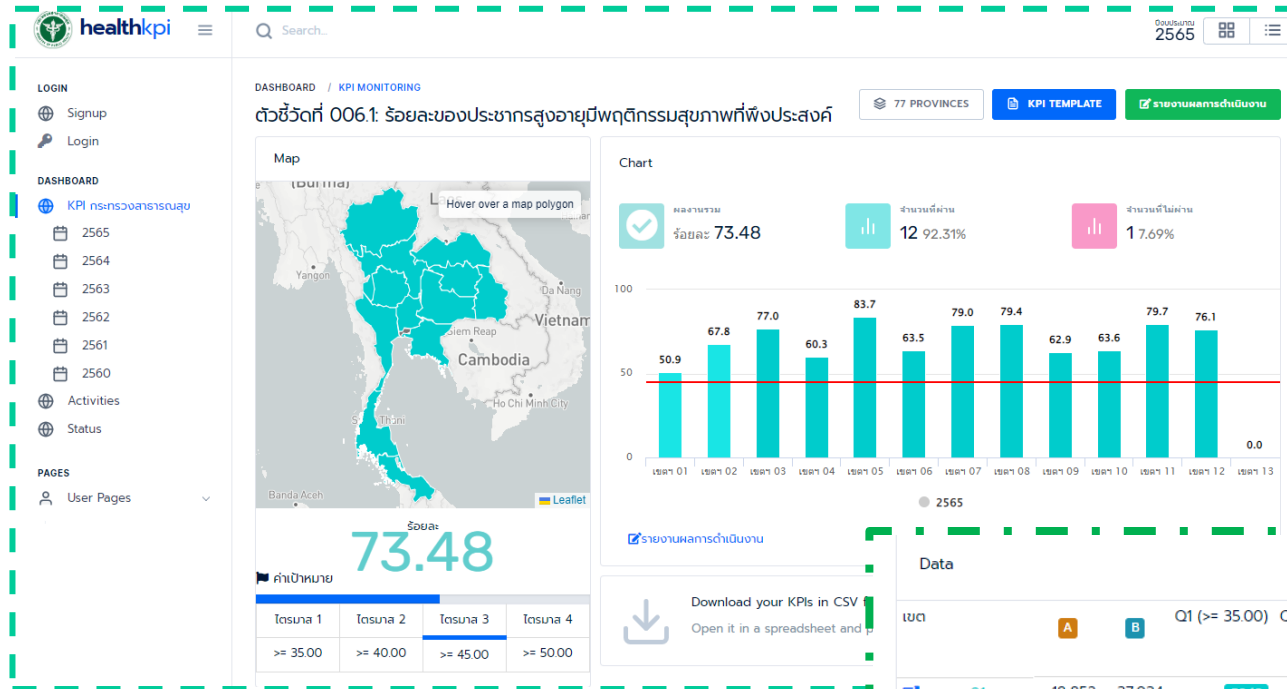 healthkpi
Search...
ปีงบประมาณ
2565
LOGIN
Signup
Login
DASHBOARD
KPI กระทรวงสาธารณสุข
2565
2564
2563
2562
2561
2560
Activities
Status
PAGES
User Pages
DASHBOARD / KPI MONITORING
ตัวชี้วัดที่ 006.1: ร้อยละของประชากรสูงอายุมีพฤติกรรมสุขภาพที่พึงประสงค์
77 PROVINCES
KPI TEMPLATE
รายงานผลการดำเนินงาน
Map
(Burma)
Hover over a map polygon
Yangon
Da Nang
Vietnam
Siem Reap
Cambodia
Ho Chi Minh City
Thani
Banda Aceh
Leaflet
ร้อยละ
73.48
ค่าเป้าหมาย
ไตรมาส 1 ไตรมาส 2 ไตรมาส 3 ไตรมาส 4
>= 35.00 >= 40.00 >= 45.00 >= 50.00
Chart
ผลงานรวม
ร้อยละ 73.48
จำนวนที่ผ่าน
12 92.31%
จำนวนที่ไม่ผ่าน
1 7.69%
100
50
0
50.9 67.8 77.0 60.3 83.7 63.5 79.0 79.4 62.9 63.6 79.7 76.1 0.0
เขตฯ 01 เขตฯ 02 เขตฯ 03 เขตฯ 04 เขตฯ 05 เขตฯ 06 เขตฯ 07 เขตฯ 08 เขตฯ 09 เขตฯ 10 เขตฯ 11 เขตฯ 12 เขตฯ 13
2565
รายงานผลการดำเนินงาน
Download your KPIs in CSV
Open it in a spreadsheet and
Data
เขต A B Q1 (>= 35.00)